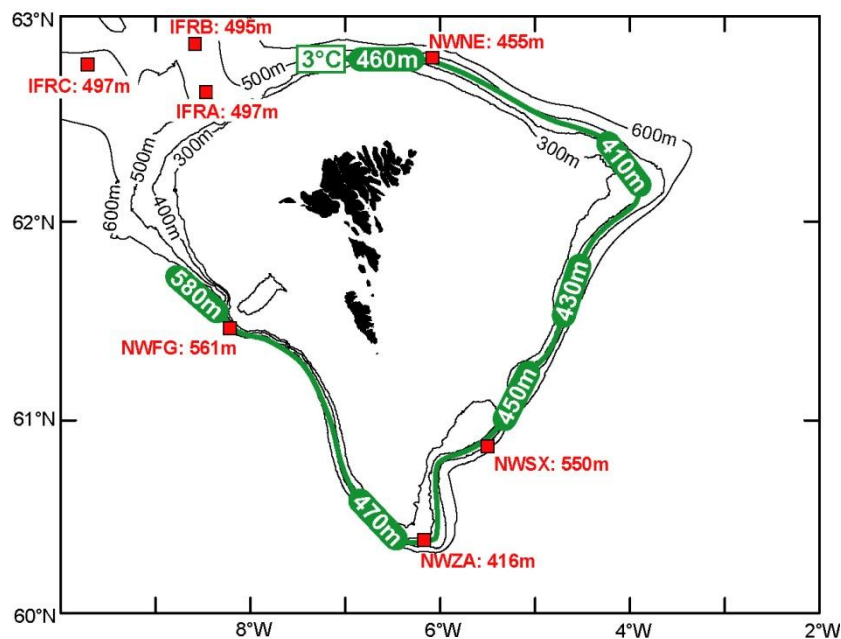 63°N
IFRB: 495m
NWNE: 455m
3°C
460m
500m
IFRC: 497m
IFRA: 497m
600m
300m
410m
500m
300m
600m
400m
62°N
580m
430m
NWFG: 561m
450m
61°N
NWSX: 550m
470m
NWZA: 416m
60°N
8°W
6°W
4°W
2°W